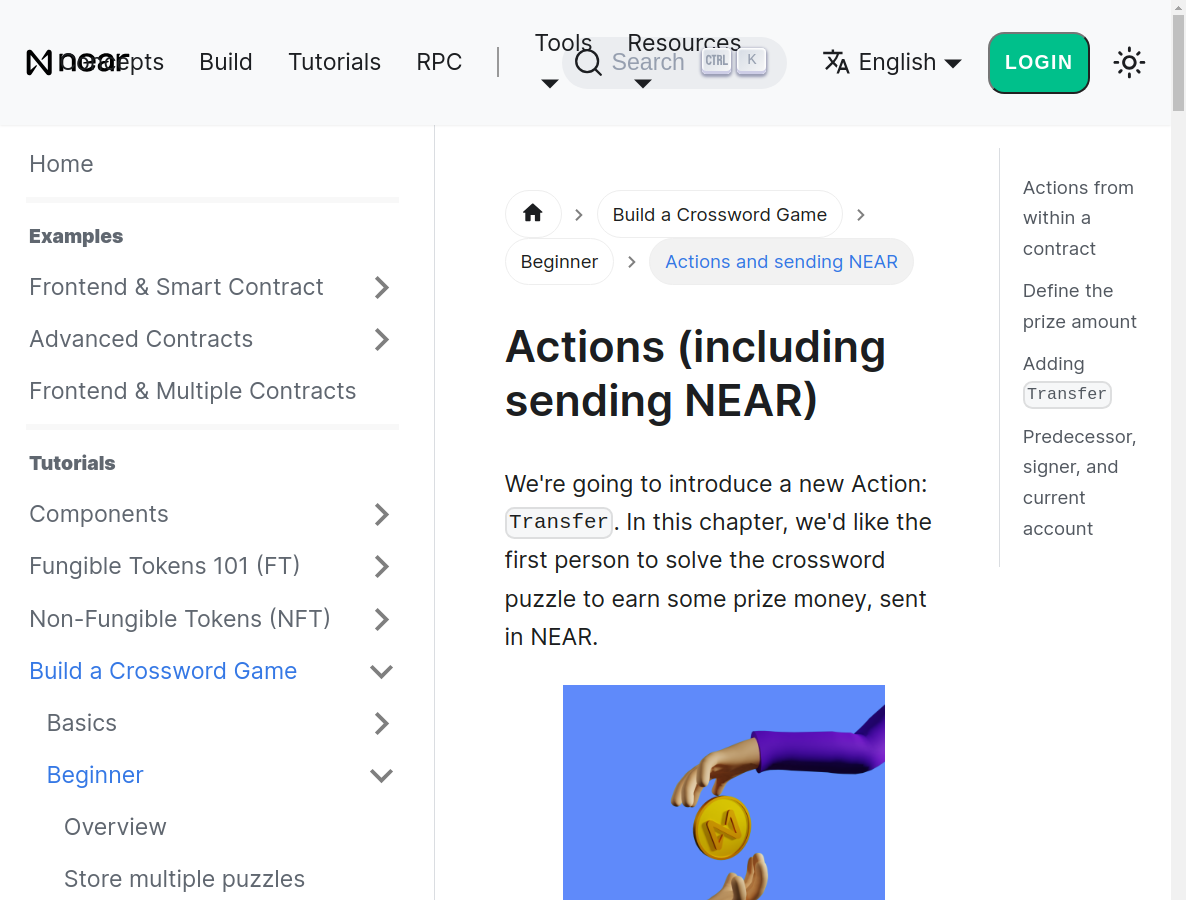 near
Concepts
Build
Tutorials
RPC
Tools
Resources
Search
CTRL
K
English
LOGIN
Home
Examples
Frontend & Smart Contract
Advanced Contracts
Frontend & Multiple Contracts
Tutorials
Components
Fungible Tokens 101 (FT)
Non-Fungible Tokens (NFT)
Build a Crossword Game
Basics
Beginner
Overview
Store multiple puzzles
Build a Crossword Game
Beginner
Actions and sending NEAR
Actions (including
sending NEAR)
We're going to introduce a new Action:
Transfer. In this chapter, we'd like the
first person to solve the crossword
puzzle to earn some prize money, sent
in NEAR.
Actions from
within a
contract
Define the
prize amount
Adding
Transfer
Predecessor,
signer, and
current
account